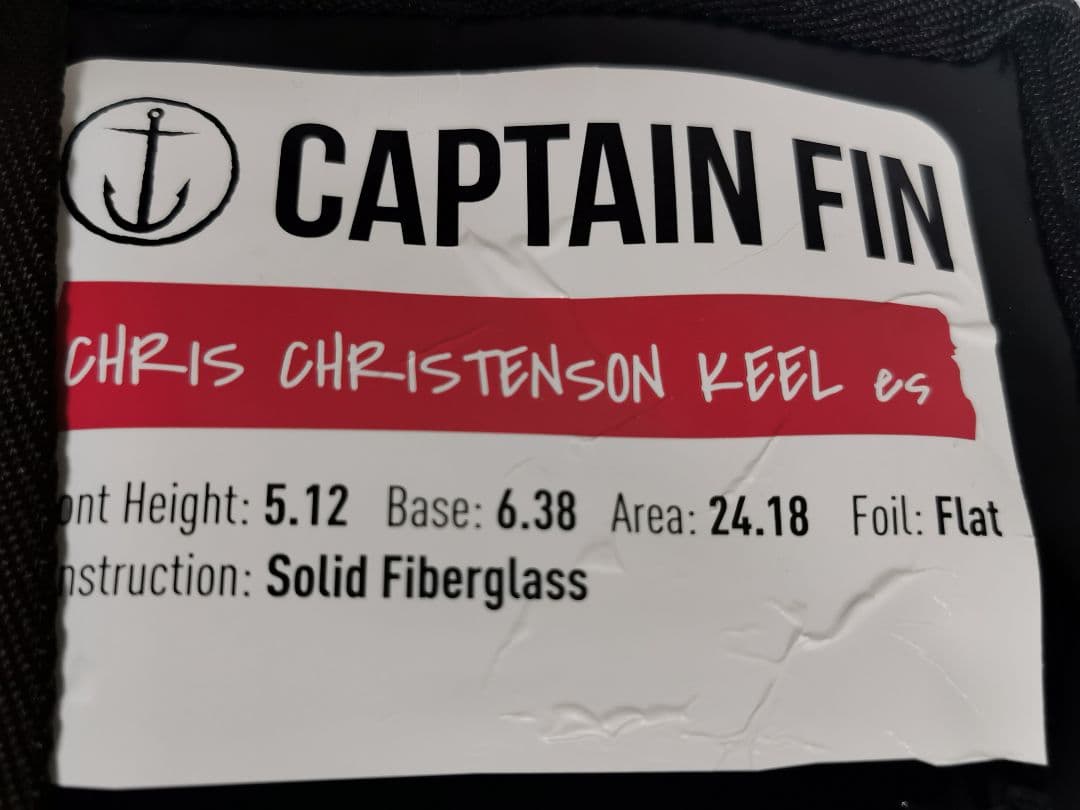 CAPTAIN FIN
CHRIS CHRISTENSON KEEL es
ont Height: 5.12 Base: 6.38 Area: 24.18 Foil: Flat
nstruction: Solid Fiberglass